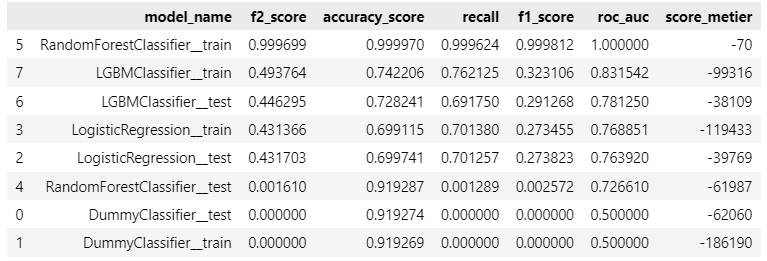 model_name f2_score accuracy_score recall f1_score roc_auc score_metier
5 RandomForestClassifier__train 0.999699 0.999970 0.999624 0.999812 1.000000 -70
7 LGBMClassifier__train 0.493764 0.742206 0.762125 0.323106 0.831542 -99316
6 LGBMClassifier__test 0.446295 0.728241 0.691750 0.291268 0.781250 -38109
3 LogisticRegression__train 0.431366 0.699115 0.701380 0.273455 0.768851 -119433
2 LogisticRegression__test 0.431703 0.699741 0.701257 0.273823 0.763920 -39769
4 RandomForestClassifier__test 0.001610 0.919287 0.001289 0.002572 0.726610 -61987
0 DummyClassifier__test 0.000000 0.919274 0.000000 0.000000 0.500000 -62060
1 DummyClassifier__train 0.000000 0.919269 0.000000 0.000000 0.500000 -186190